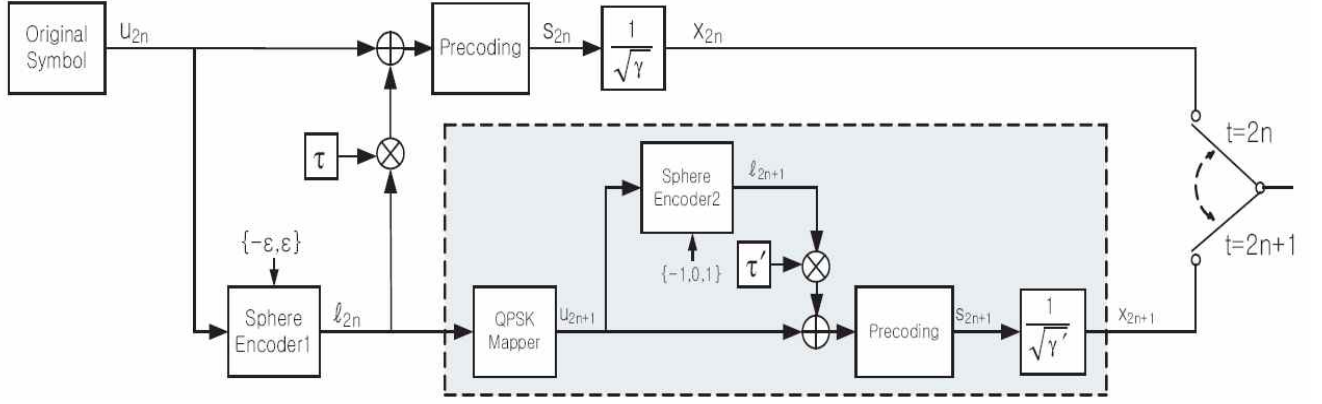 Original
Symbol
u2n
Precoding
s2n
1
√γ
x2n
t=2n
t=2n+1
τ
{-ε,ε}
Sphere
Encoder1
ℓ2n
QPSK
Mapper
u2n+1
Sphere
Encoder2
{-1,0,1}
ℓ2n+1
τ′
Precoding
s2n+1
1
√γ′
x2n+1